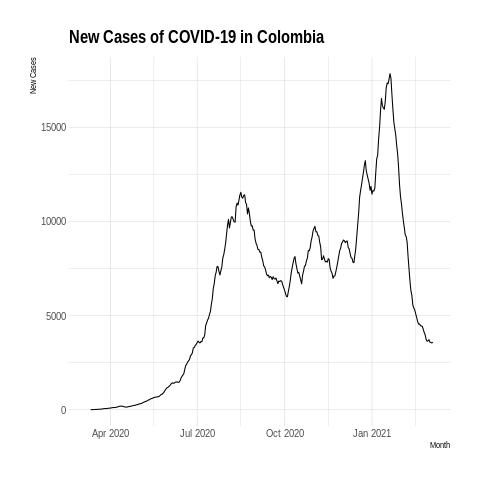 New Cases of COVID-19 in Colombia
New Cases
15000
10000
5000
0
Apr 2020 Jul 2020 Oct 2020 Jan 2021
Month